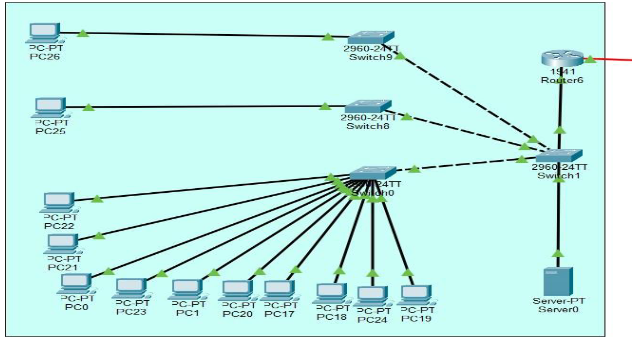 PC-PT
PC26
2960-24TT
Switch9
1941
Router6
PC-PT
PC25
2960-24TT
Switch8
2960-24TT
Switch1
-24TT
Switch0
PC-PT
PC22
PC-PT
PC21
PC-PT
PC0
PC-PT
PC23
PC-PT
PC1
PC-PT
PC20
PC-PT
PC17
PC-PT
PC18
PC-PT
PC24
PC-PT
PC19
Server-PT
Server0